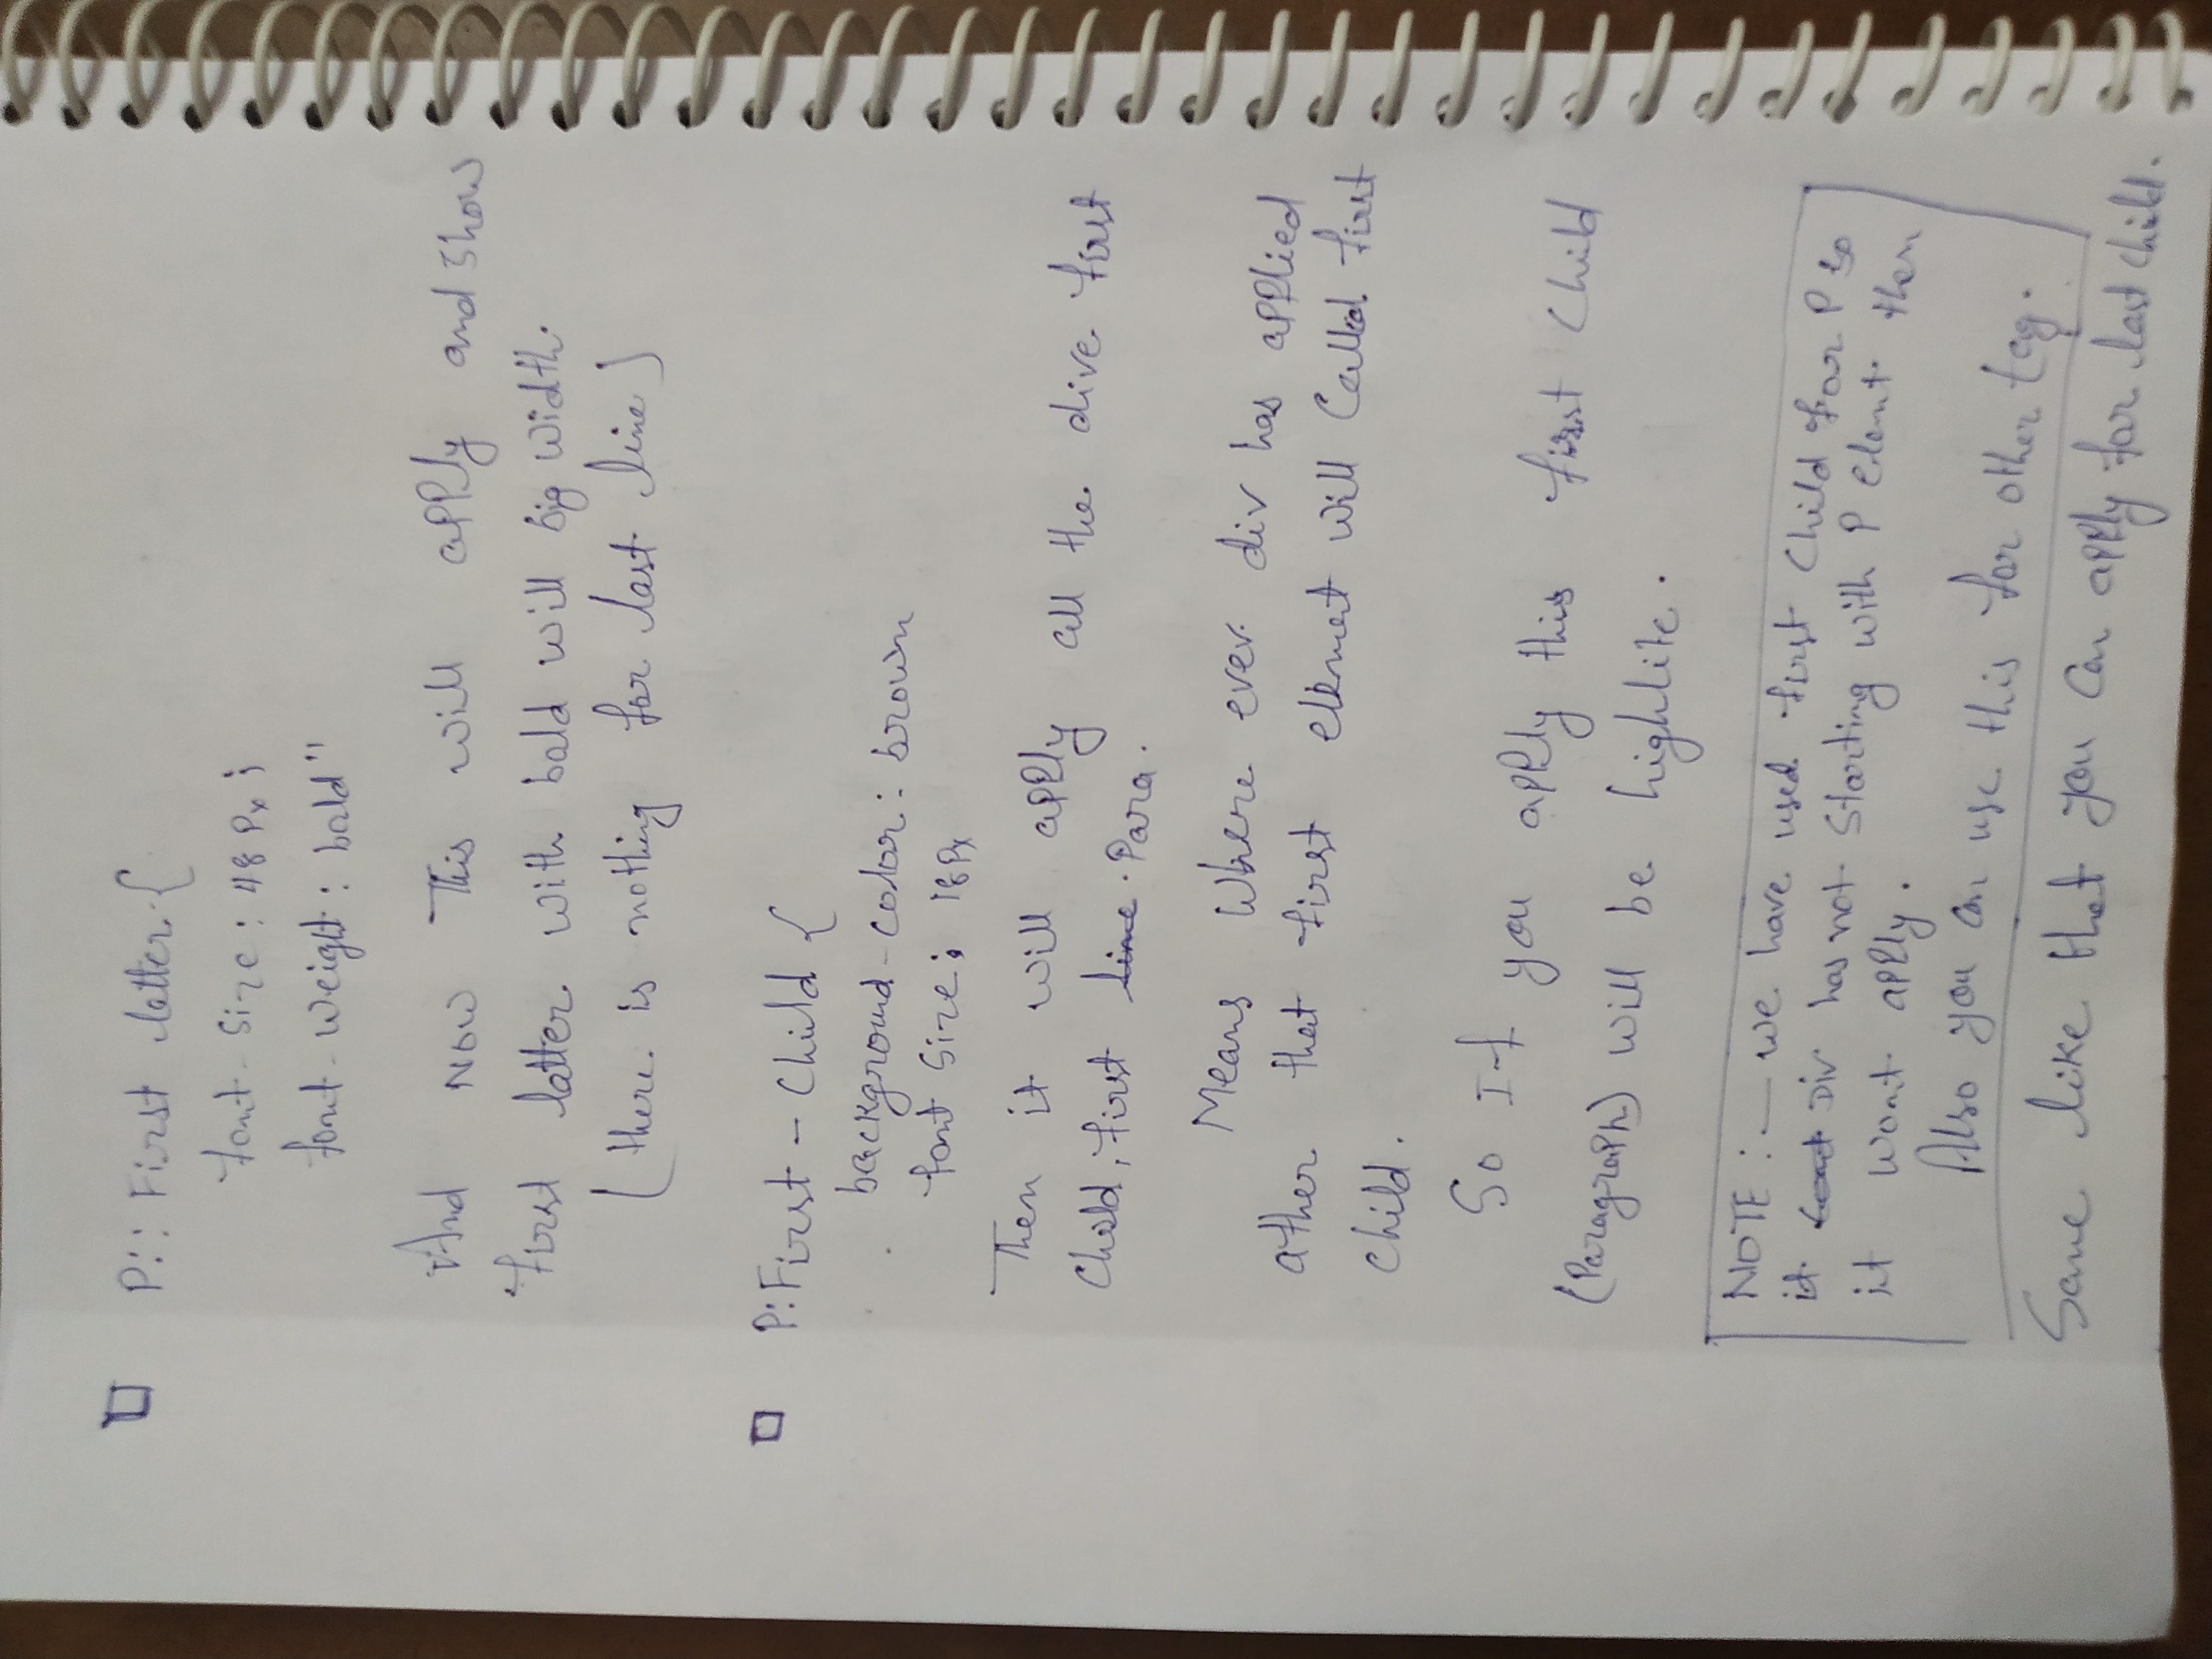 P:: First latter {
font-size : 48 Px ;
font-weight : bald"
And Now This will apply and show
first latter with bald will big width.
( there is nothing for last line )
P: First - Child {
background-color : brown
font size ; 18 Px
Then it will apply all the dive first
Child, first line. Para.
Means Where ever div has applied
ather that first elkment will Called first
child.
So If you apply this first Child
(Paragraph) will be highlite.
NOTE : — we have used first Child for P so
it Div has not Starting with P elemt then
it wont apply.
Also you can use this for other tag.
Same like that you Can apply for last child.